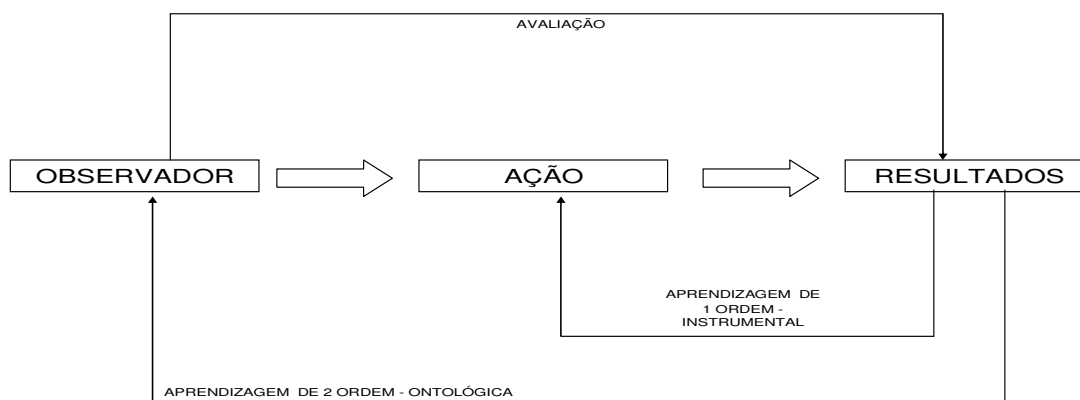 AVALIAÇÃO
OBSERVADOR
AÇÃO
RESULTADOS
APRENDIZAGEM DE
1 ORDEM -
INSTRUMENTAL
APRENDIZAGEM DE 2 ORDEM - ONTOLÓGICA